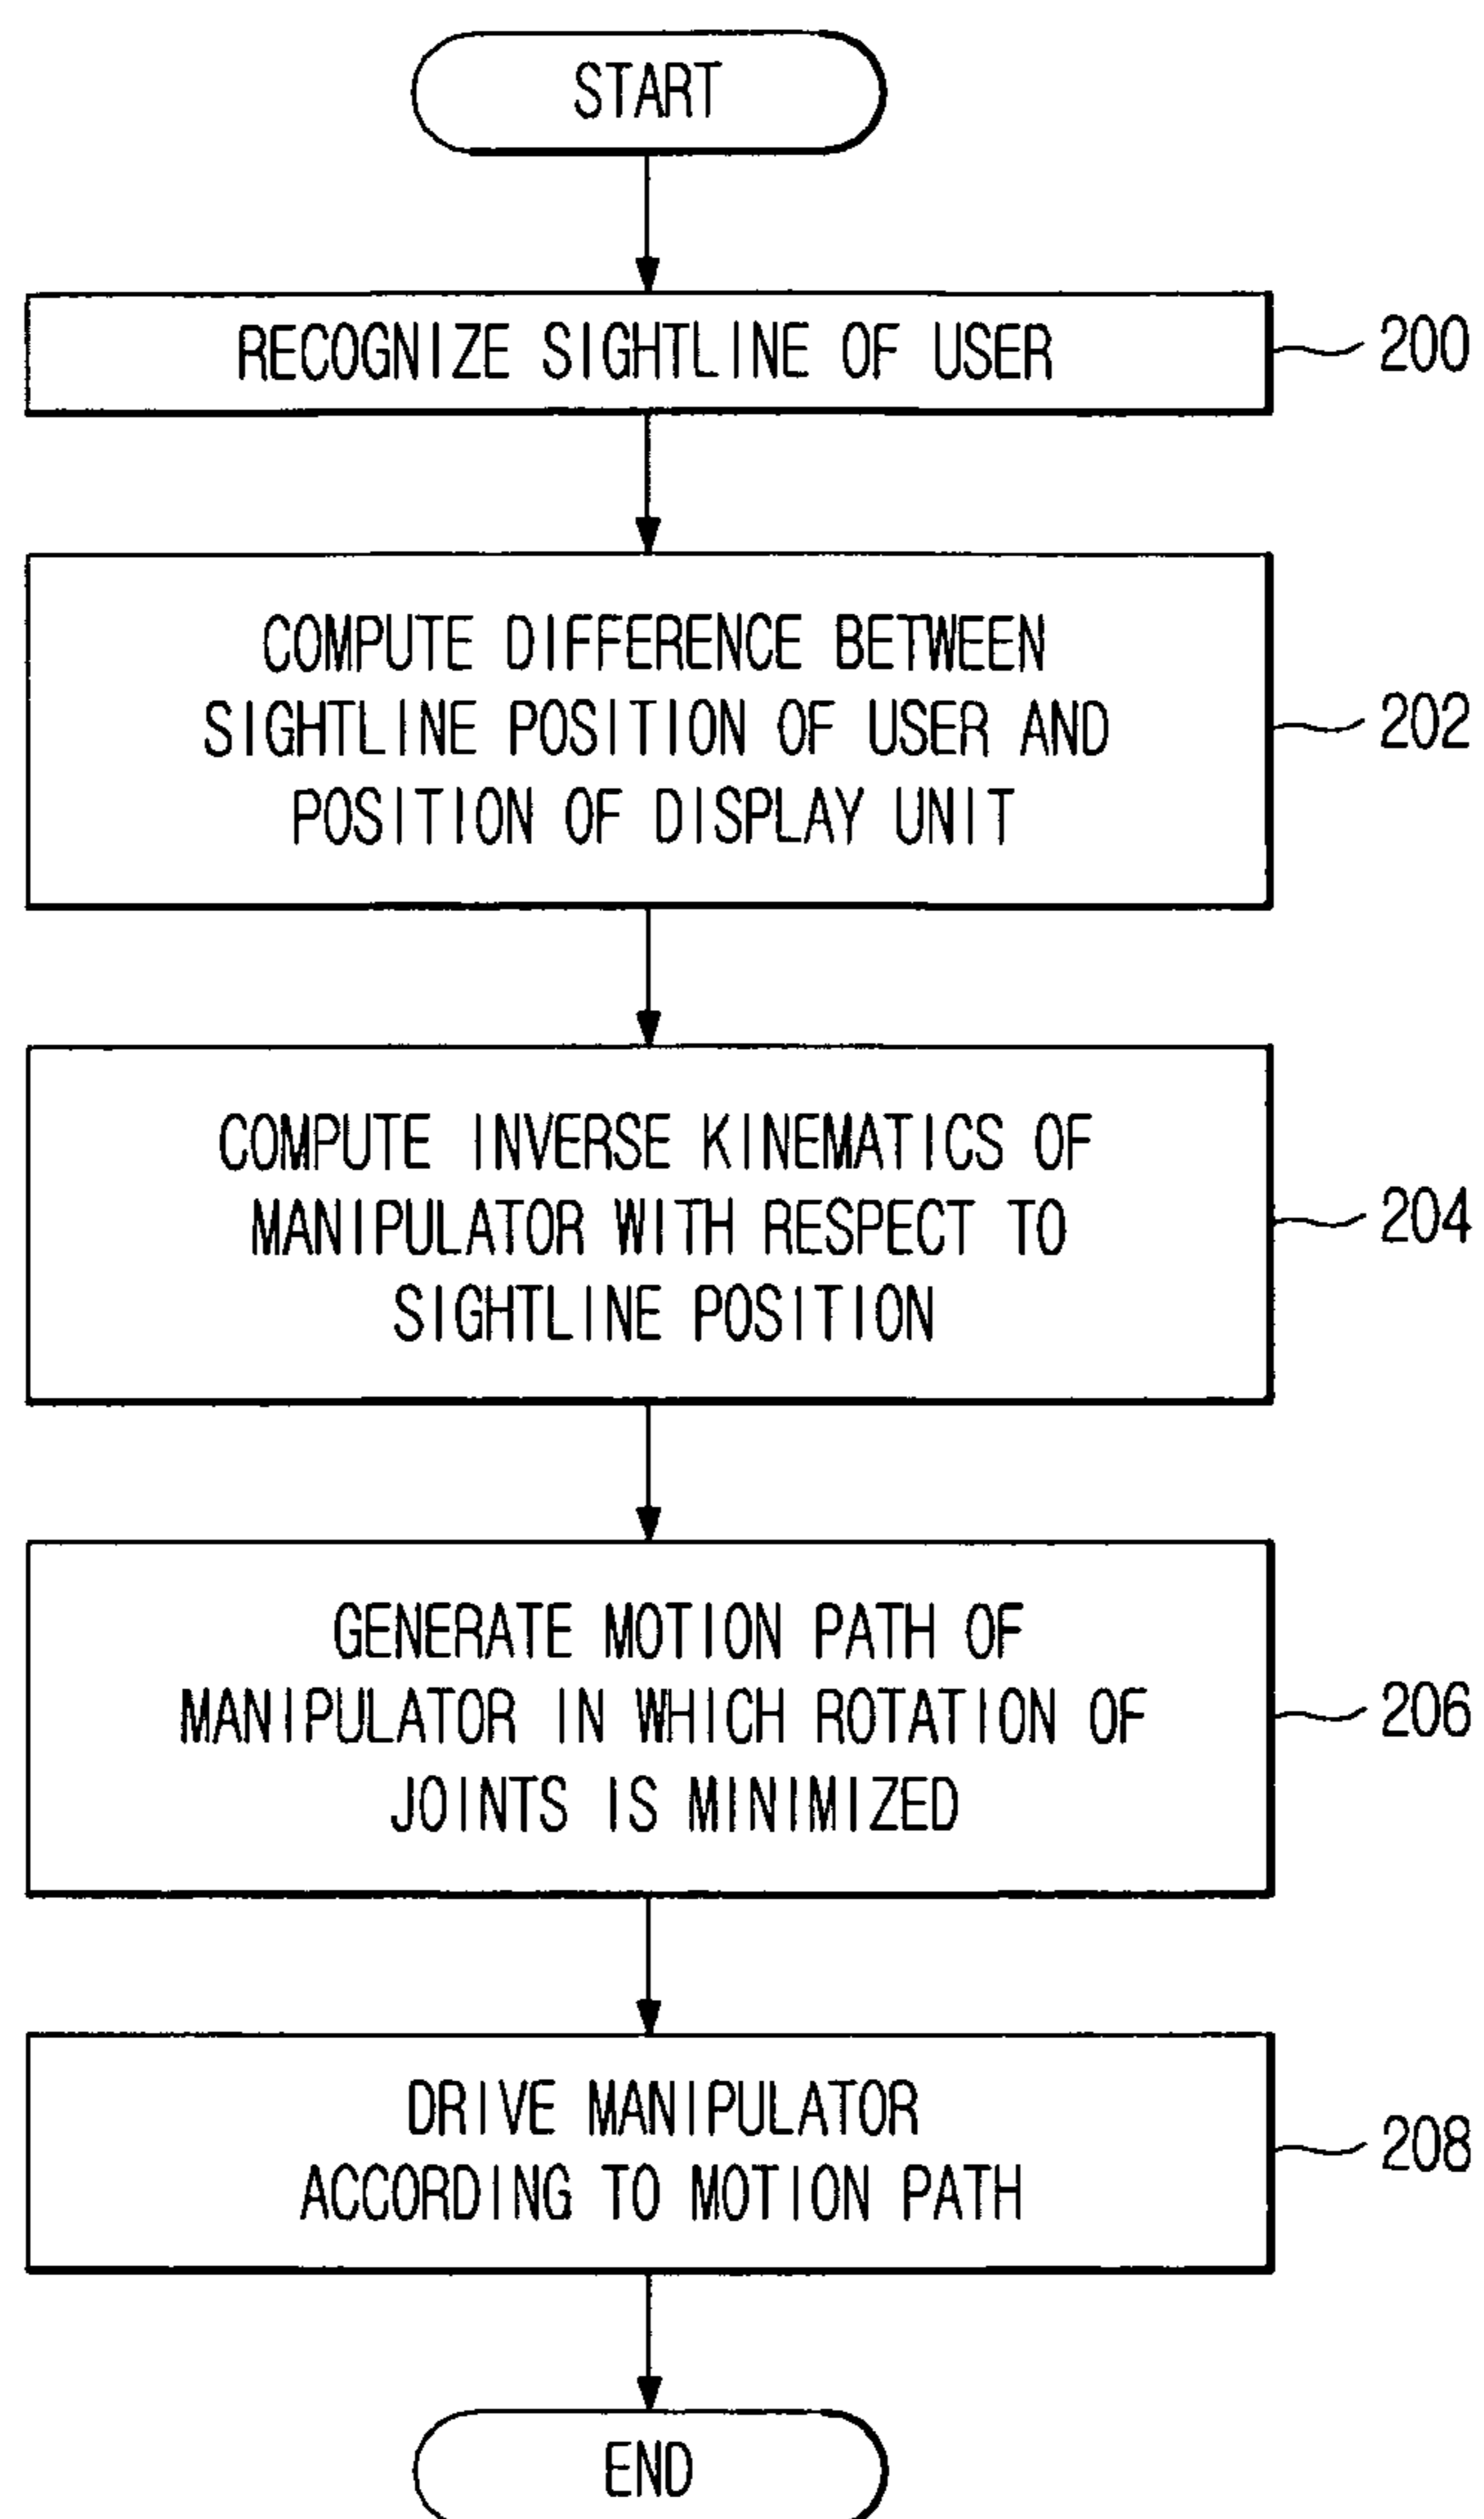 START
RECOGNIZE SIGHTLINE OF USER
200
COMPUTE DIFFERENCE BETWEEN
SIGHTLINE POSITION OF USER AND
POSITION OF DISPLAY UNIT
202
COMPUTE INVERSE KINEMATICS OF
MANIPULATOR WITH RESPECT TO
SIGHTLINE POSITION
204
GENERATE MOTION PATH OF
MANIPULATOR IN WHICH ROTATION OF
JOINTS IS MINIMIZED
206
DRIVE MANIPULATOR
ACCORDING TO MOTION PATH
208
END